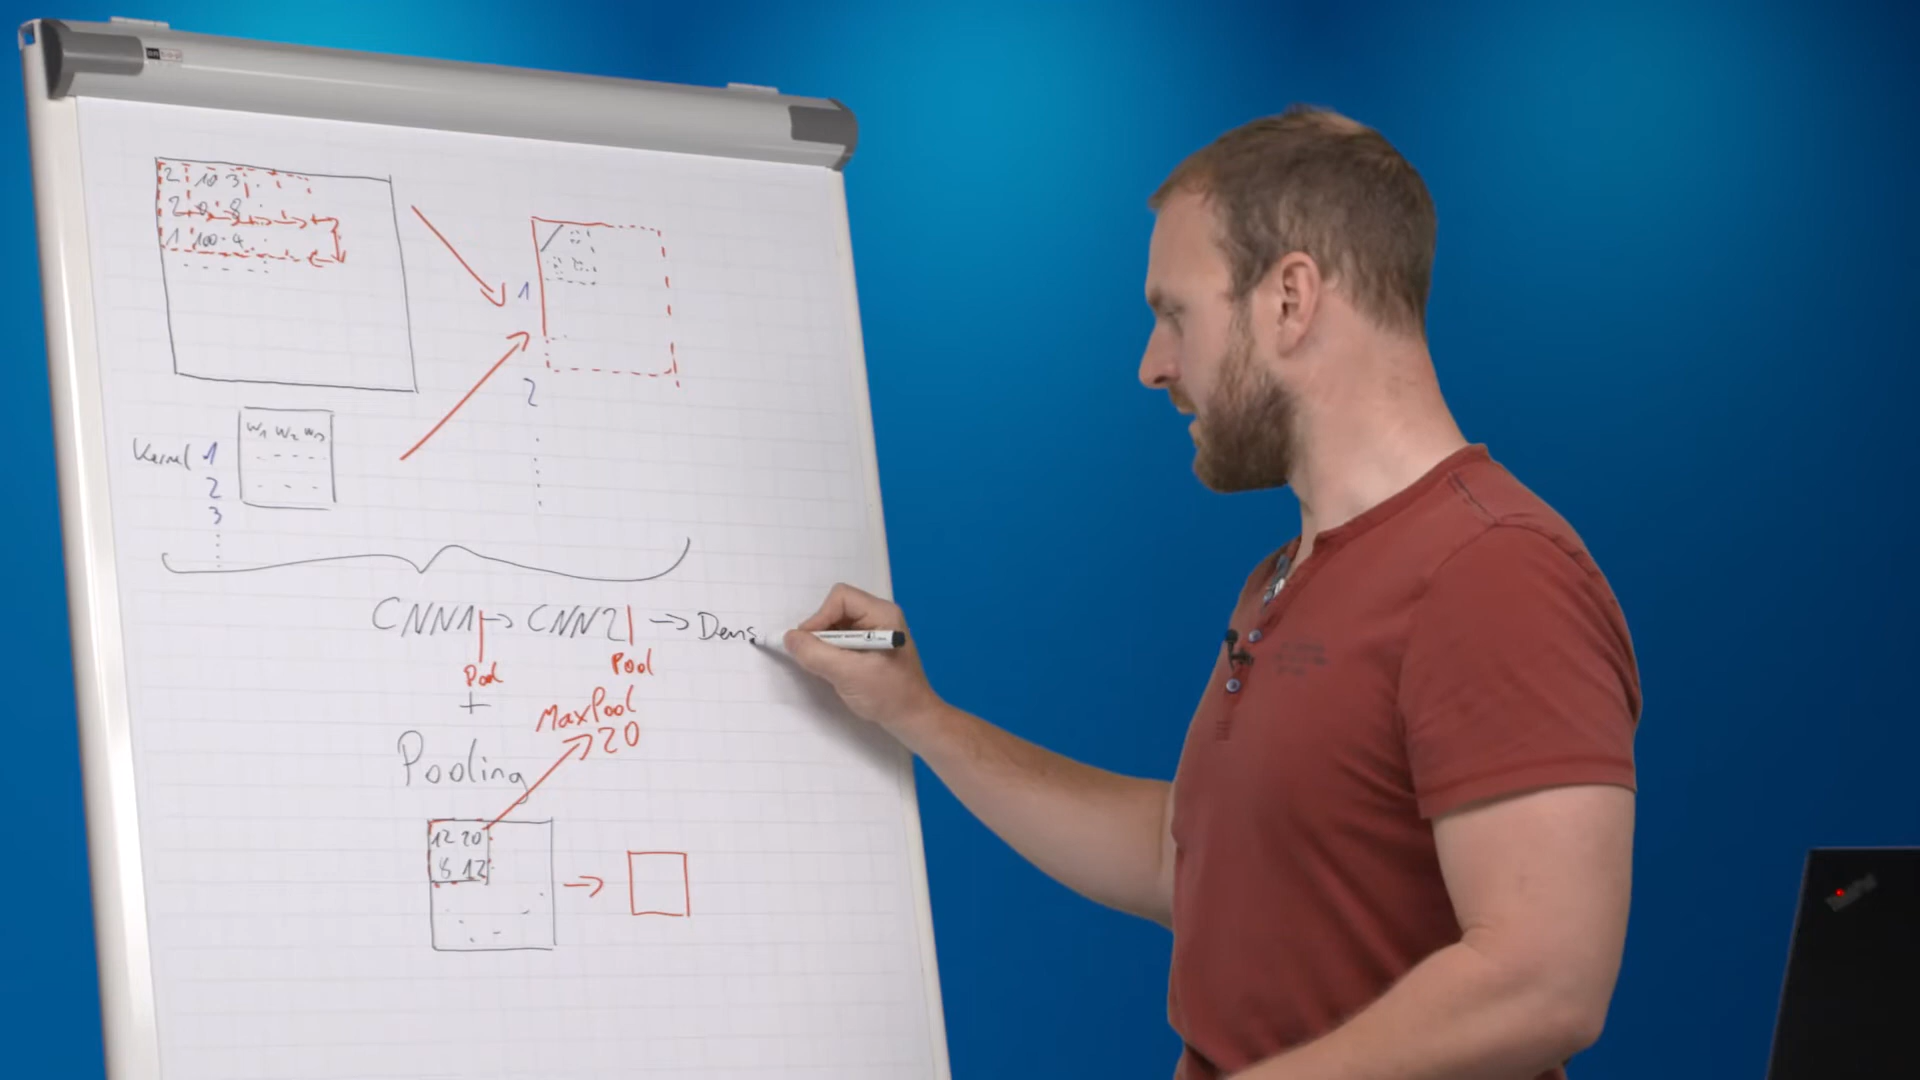 2 10 3
2 8 8
1 100 4
1
2
Kernel 1
2
3
w1 w2 w3
CNN1 → CNN2 → Dens
Pool
Pool
+
MaxPool
20
Pooling
12 20
8 12